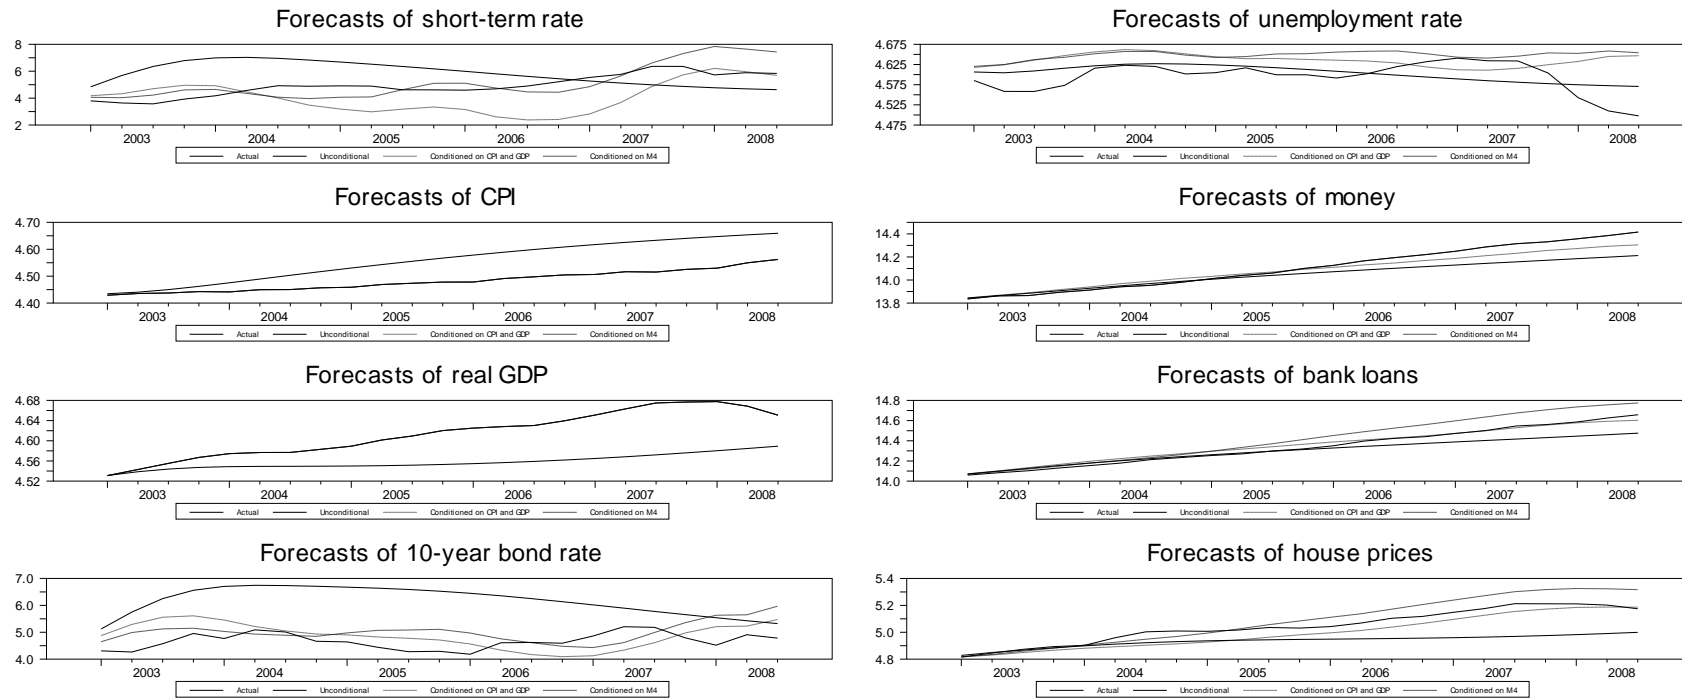 Forecasts of short-term rate
8
6
4
2
2003 2004 2005 2006 2007 2008
Actual Unconditional Conditioned on CPI and GDP Conditioned on M4
Forecasts of unemployment rate
4.675
4.625
4.575
4.525
4.475
2003 2004 2005 2006 2007 2008
Actual Unconditional Conditioned on CPI and GDP Conditioned on M4
Forecasts of CPI
4.70
4.60
4.50
4.40
2003 2004 2005 2006 2007 2008
Actual Unconditional Conditioned on CPI and GDP Conditioned on M4
Forecasts of money
14.4
14.2
14.0
13.8
2003 2004 2005 2006 2007 2008
Actual Unconditional Conditioned on CPI and GDP Conditioned on M4
Forecasts of real GDP
4.68
4.64
4.60
4.56
4.52
2003 2004 2005 2006 2007 2008
Actual Unconditional Conditioned on CPI and GDP Conditioned on M4
Forecasts of bank loans
14.8
14.6
14.4
14.2
14.0
2003 2004 2005 2006 2007 2008
Actual Unconditional Conditioned on CPI and GDP Conditioned on M4
Forecasts of 10-year bond rate
7.0
6.0
5.0
4.0
2003 2004 2005 2006 2007 2008
Actual Unconditional Conditioned on CPI and GDP Conditioned on M4
Forecasts of house prices
5.4
5.2
5.0
4.8
2003 2004 2005 2006 2007 2008
Actual Unconditional Conditioned on CPI and GDP Conditioned on M4